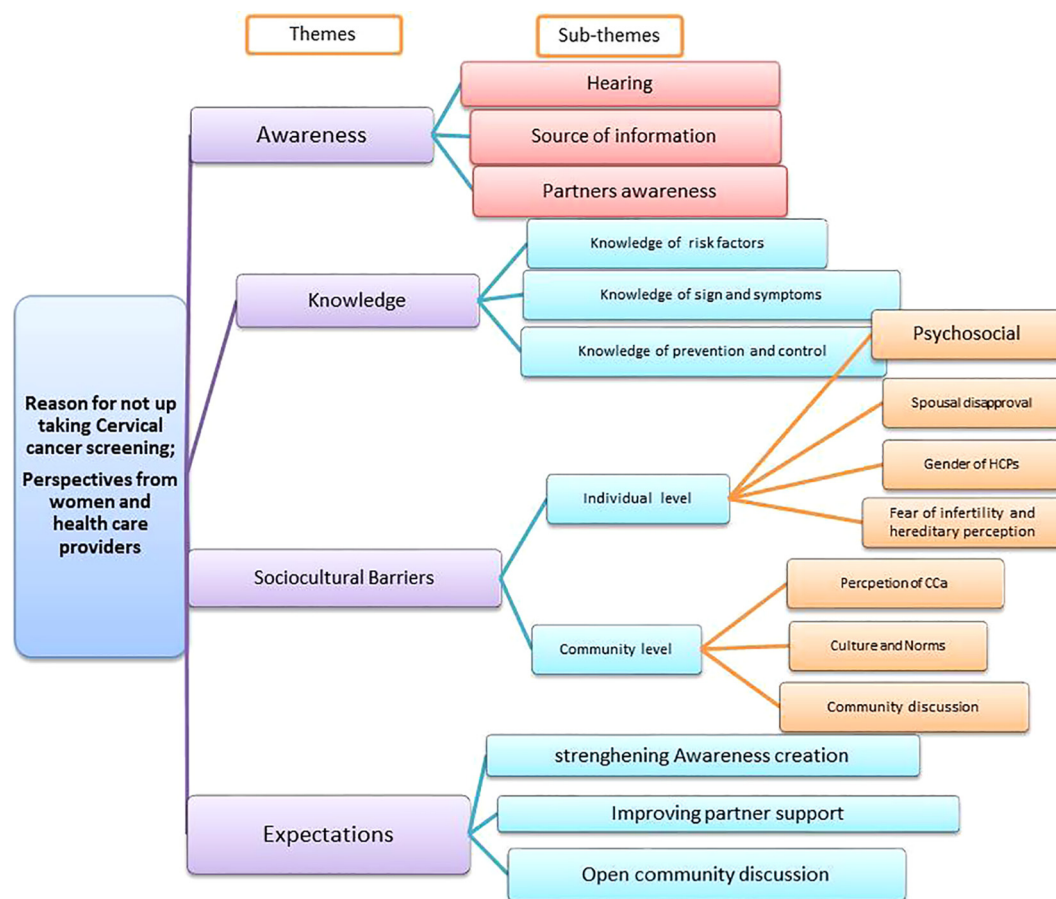 Themes
Sub-themes
Awareness
Hearing
Source of information
Partners awareness
Knowledge
Knowledge of risk factors
Knowledge of sign and symptoms
Knowledge of prevention and control
Reason for not up
taking Cervical
cancer screening;
Perspectives from
women and
health care
providers
Sociocultural Barriers
Individual level
Psychosocial
Spousal disapproval
Gender of HCPs
Fear of infertility and
hereditary perception
Community level
Percpetion of CCa
Culture and Norms
Community discussion
Expectations
strenghening Awareness creation
Improving partner support
Open community discussion